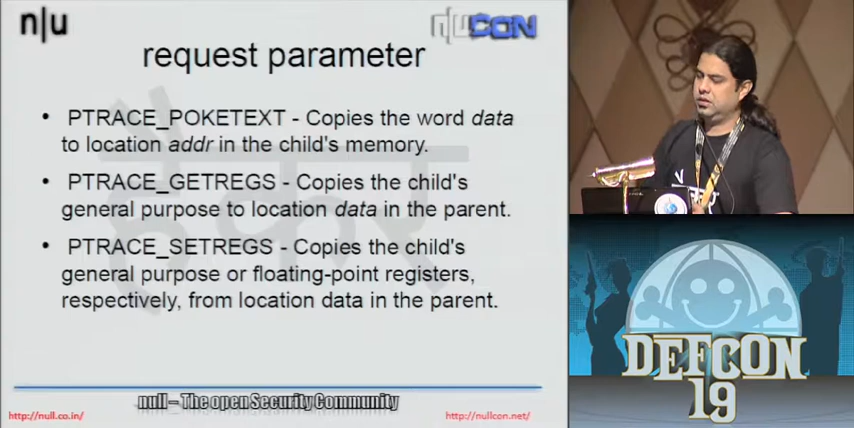 n|u
n|uCON
request parameter
• PTRACE_POKETEXT - Copies the word data
to location addr in the child's memory.
• PTRACE_GETREGS - Copies the child's
general purpose to location data in the parent.
• PTRACE_SETREGS - Copies the child's
general purpose or floating-point registers,
respectively, from location data in the parent.
null – The open Security Community
http://null.co.in/
http://nullcon.net/
DEFCON
19